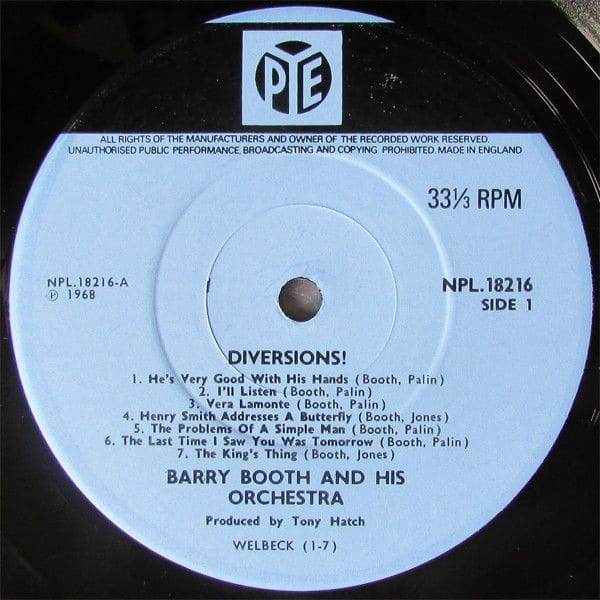 PYE
ALL RIGHTS OF THE MANUFACTURERS AND OWNER OF THE RECORDED WORK RESERVED.
UNAUTHORISED PUBLIC PERFORMANCE, BROADCASTING AND COPYING PROHIBITED. MADE IN ENGLAND
33⅓ RPM
NPL.18216-A
℗ 1968
NPL.18216
SIDE 1
DIVERSIONS!
1. He's Very Good With His Hands (Booth, Palin)
2. I'll Listen (Booth, Palin)
3. Vera Lamonte (Booth, Palin)
4. Henry Smith Addresses A Butterfly (Booth, Jones)
5. The Problems Of A Simple Man (Booth, Palin)
6. The Last Time I Saw You Was Tomorrow (Booth, Palin)
7. The King's Thing (Booth, Jones)
BARRY BOOTH AND HIS
ORCHESTRA
Produced by Tony Hatch
WELBECK (1-7)